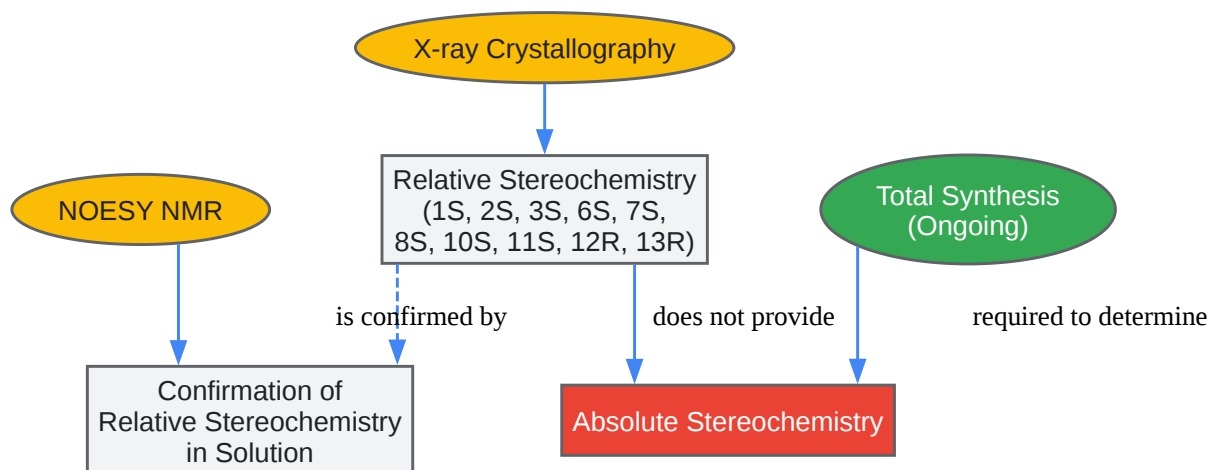 X-ray Crystallography
Relative Stereochemistry
(1S, 2S, 3S, 6S, 7S,
8S, 10S, 11S, 12R, 13R)
NOESY NMR
Total Synthesis
(Ongoing)
is confirmed by
does not provide
required to determine
Confirmation of
Relative Stereochemistry
in Solution
Absolute Stereochemistry